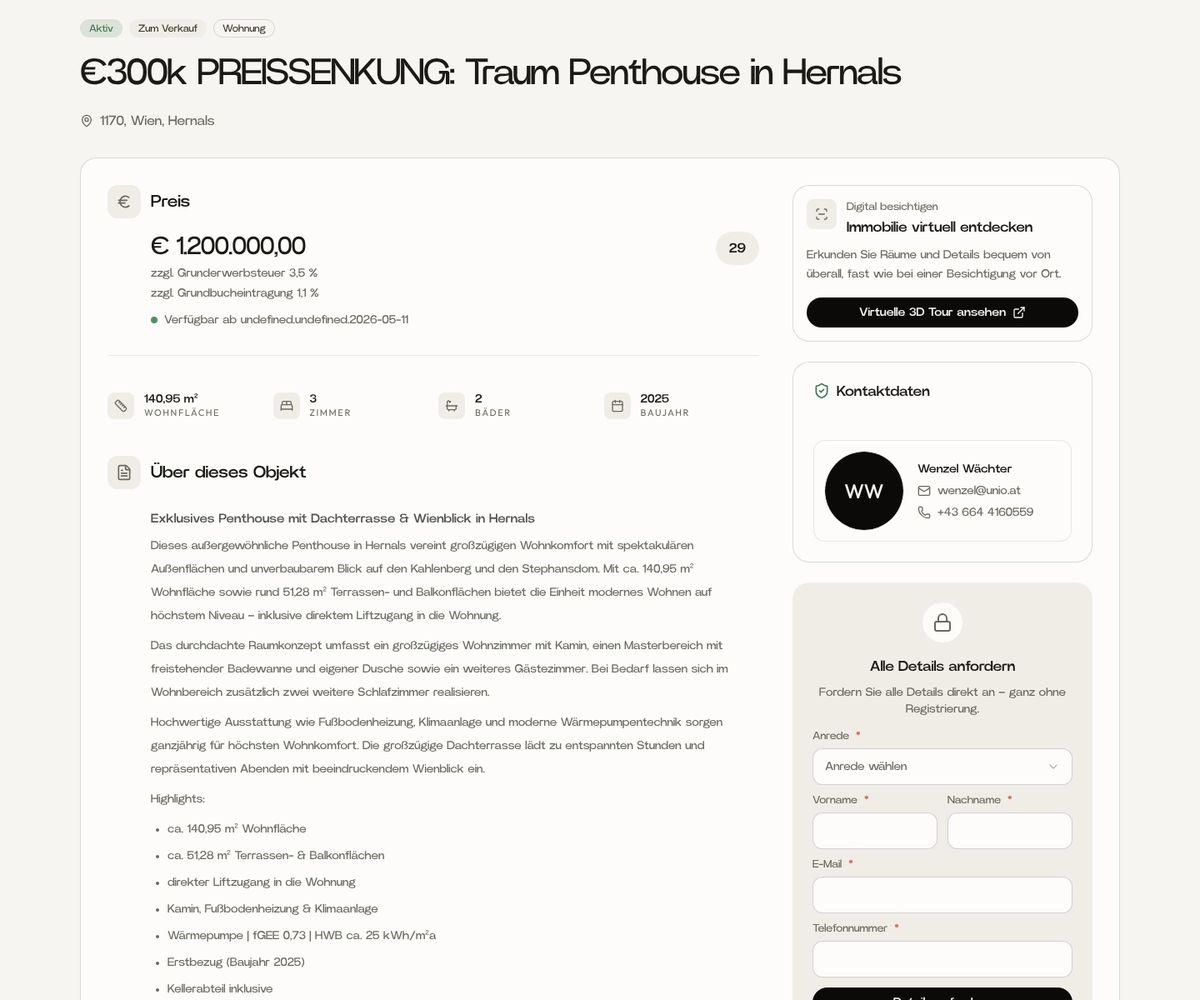 Aktiv
Zum Verkauf
Wohnung
€300k PREISSENKUNG: Traum Penthouse in Hernals
1170, Wien, Hernals
Preis
€ 1.200.000,00
29
zzgl. Grunderwerbsteuer 3,5 %
zzgl. Grundbucheintragung 1,1 %
Verfügbar ab undefined.undefined.2026-05-11
140,95 m²
WOHNFLÄCHE
3
ZIMMER
2
BÄDER
2025
BAUJAHR
Über dieses Objekt
Exklusives Penthouse mit Dachterrasse & Wienblick in Hernals
Dieses außergewöhnliche Penthouse in Hernals vereint großzügigen Wohnkomfort mit spektakulären
Außenflächen und unverbaubarem Blick auf den Kahlenberg und den Stephansdom. Mit ca. 140,95 m²
Wohnfläche sowie rund 51,28 m² Terrassen- und Balkonflächen bietet die Einheit modernes Wohnen auf
höchstem Niveau – inklusive direktem Liftzugang in die Wohnung.
Das durchdachte Raumkonzept umfasst ein großzügiges Wohnzimmer mit Kamin, einen Masterbereich mit
freistehender Badewanne und eigener Dusche sowie ein weiteres Gästezimmer. Bei Bedarf lassen sich im
Wohnbereich zusätzlich zwei weitere Schlafzimmer realisieren.
Hochwertige Ausstattung wie Fußbodenheizung, Klimaanlage und moderne Wärmepumpentechnik sorgen
ganzjährig für höchsten Wohnkomfort. Die großzügige Dachterrasse lädt zu entspannten Stunden und
repräsentativen Abenden mit beeindruckendem Wienblick ein.
Highlights:
• ca. 140,95 m² Wohnfläche
• ca. 51,28 m² Terrassen- & Balkonflächen
• direkter Liftzugang in die Wohnung
• Kamin, Fußbodenheizung & Klimaanlage
• Wärmepumpe | fGEE 0,73 | HWB ca. 25 kWh/m²a
• Erstbezug (Baujahr 2025)
• Kellerabteil inklusive
Digital besichtigen
Immobilie virtuell entdecken
Erkunden Sie Räume und Details bequem von
überall, fast wie bei einer Besichtigung vor Ort.
Virtuelle 3D Tour ansehen
Kontaktdaten
WW
Wenzel Wächter
wenzel@unio.at
+43 664 4160559
Alle Details anfordern
Fordern Sie alle Details direkt an – ganz ohne
Registrierung.
Anrede *
Anrede wählen
Vorname *
Nachname *
E-Mail *
Telefonnummer *